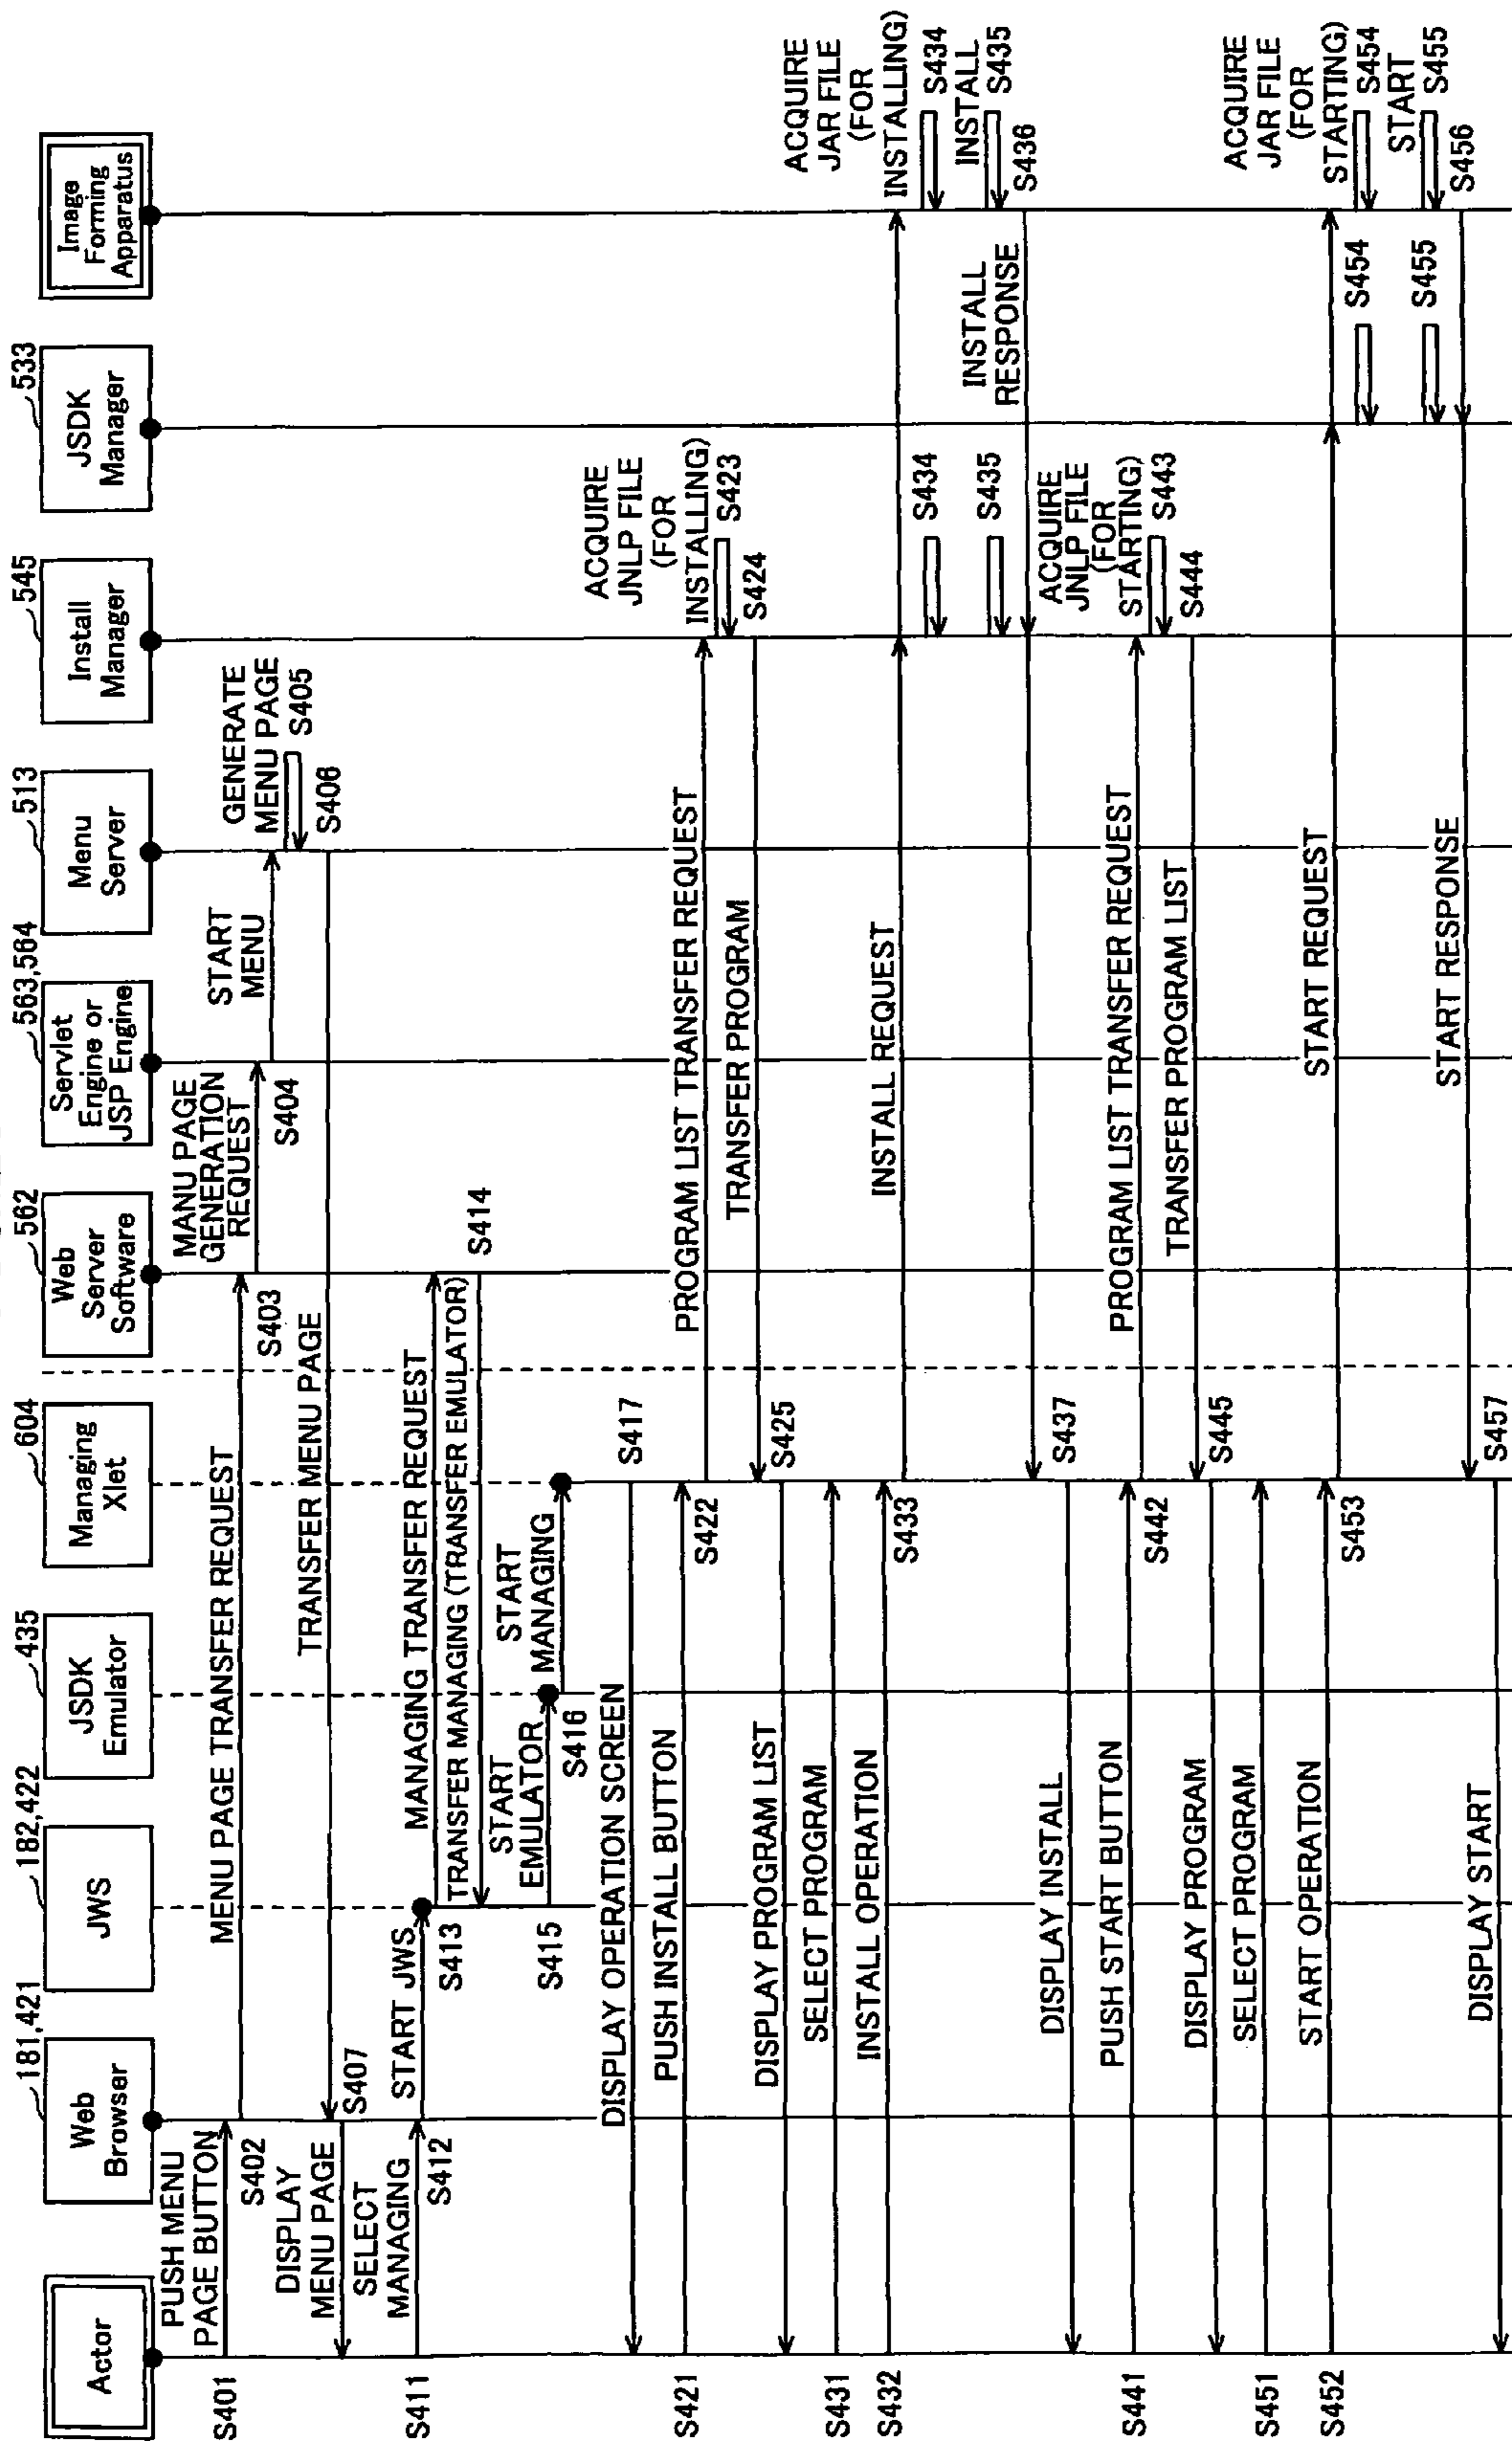 Actor
181,421
Web
Browser
182,422
JWS
435
JSDK
Emulator
604
Managing
Xlet
562
Web
Server
Software
563,564
Servlet
Engine or
JSP Engine
513
Menu
Server
545
Install
Manager
533
JSDK
Manager
Image
Forming
Apparatus
S401
PUSH MENU
PAGE BUTTON
S402
MENU PAGE TRANSFER REQUEST
S403
MANU PAGE
GENERATION
REQUEST
S404
START
MENU
GENERATE
MENU PAGE
S405
S406
TRANSFER MENU PAGE
S407
DISPLAY
MENU PAGE
S411
SELECT
MANAGING
S412
START JWS
S413
MANAGING TRANSFER REQUEST
S414
TRANSFER MANAGING (TRANSFER EMULATOR)
S415
START
EMULATOR
S416
START
MANAGING
S417
DISPLAY OPERATION SCREEN
S421
PUSH INSTALL BUTTON
S422
PROGRAM LIST TRANSFER REQUEST
ACQUIRE
JNLP FILE
(FOR
INSTALLING)
S423
S424
TRANSFER PROGRAM
S425
DISPLAY PROGRAM LIST
S431
SELECT PROGRAM
S432
INSTALL OPERATION
S433
INSTALL REQUEST
ACQUIRE
JAR FILE
(FOR
INSTALLING)
S434
S434
INSTALL
S435
S435
S436
INSTALL
RESPONSE
S437
DISPLAY INSTALL
S441
PUSH START BUTTON
S442
PROGRAM LIST TRANSFER REQUEST
ACQUIRE
JNLP FILE
(FOR
STARTING)
S443
S444
TRANSFER PROGRAM LIST
S445
DISPLAY PROGRAM
S451
SELECT PROGRAM
S452
START OPERATION
S453
START REQUEST
ACQUIRE
JAR FILE
(FOR
STARTING)
S454
S454
START
S455
S455
S456
START RESPONSE
S457
DISPLAY START